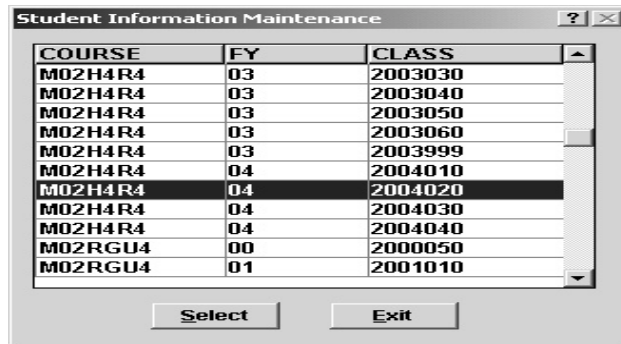 Student Information Maintenance ? ×
COURSE FY CLASS
M02H4R4 03 2003030
M02H4R4 03 2003040
M02H4R4 03 2003050
M02H4R4 03 2003060
M02H4R4 03 2003999
M02H4R4 04 2004010
M02H4R4 04 2004020
M02H4R4 04 2004030
M02H4R4 04 2004040
M02RGU4 00 2000050
M02RGU4 01 2001010
Select Exit